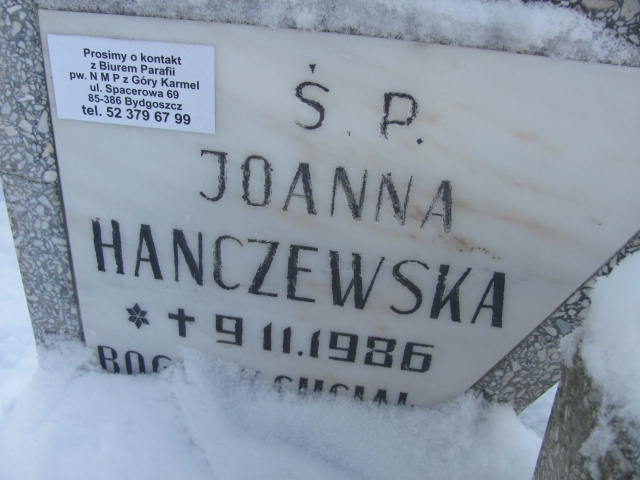 Prosimy o kontakt
z Biurem Parafii
pw. N M P z Góry Karmel
ul. Spacerowa 69
85-386 Bydgoszcz
tel. 52 379 67 99
Ś. P.
JOANNA
HANCZEWSKA
* † 9.11.1986